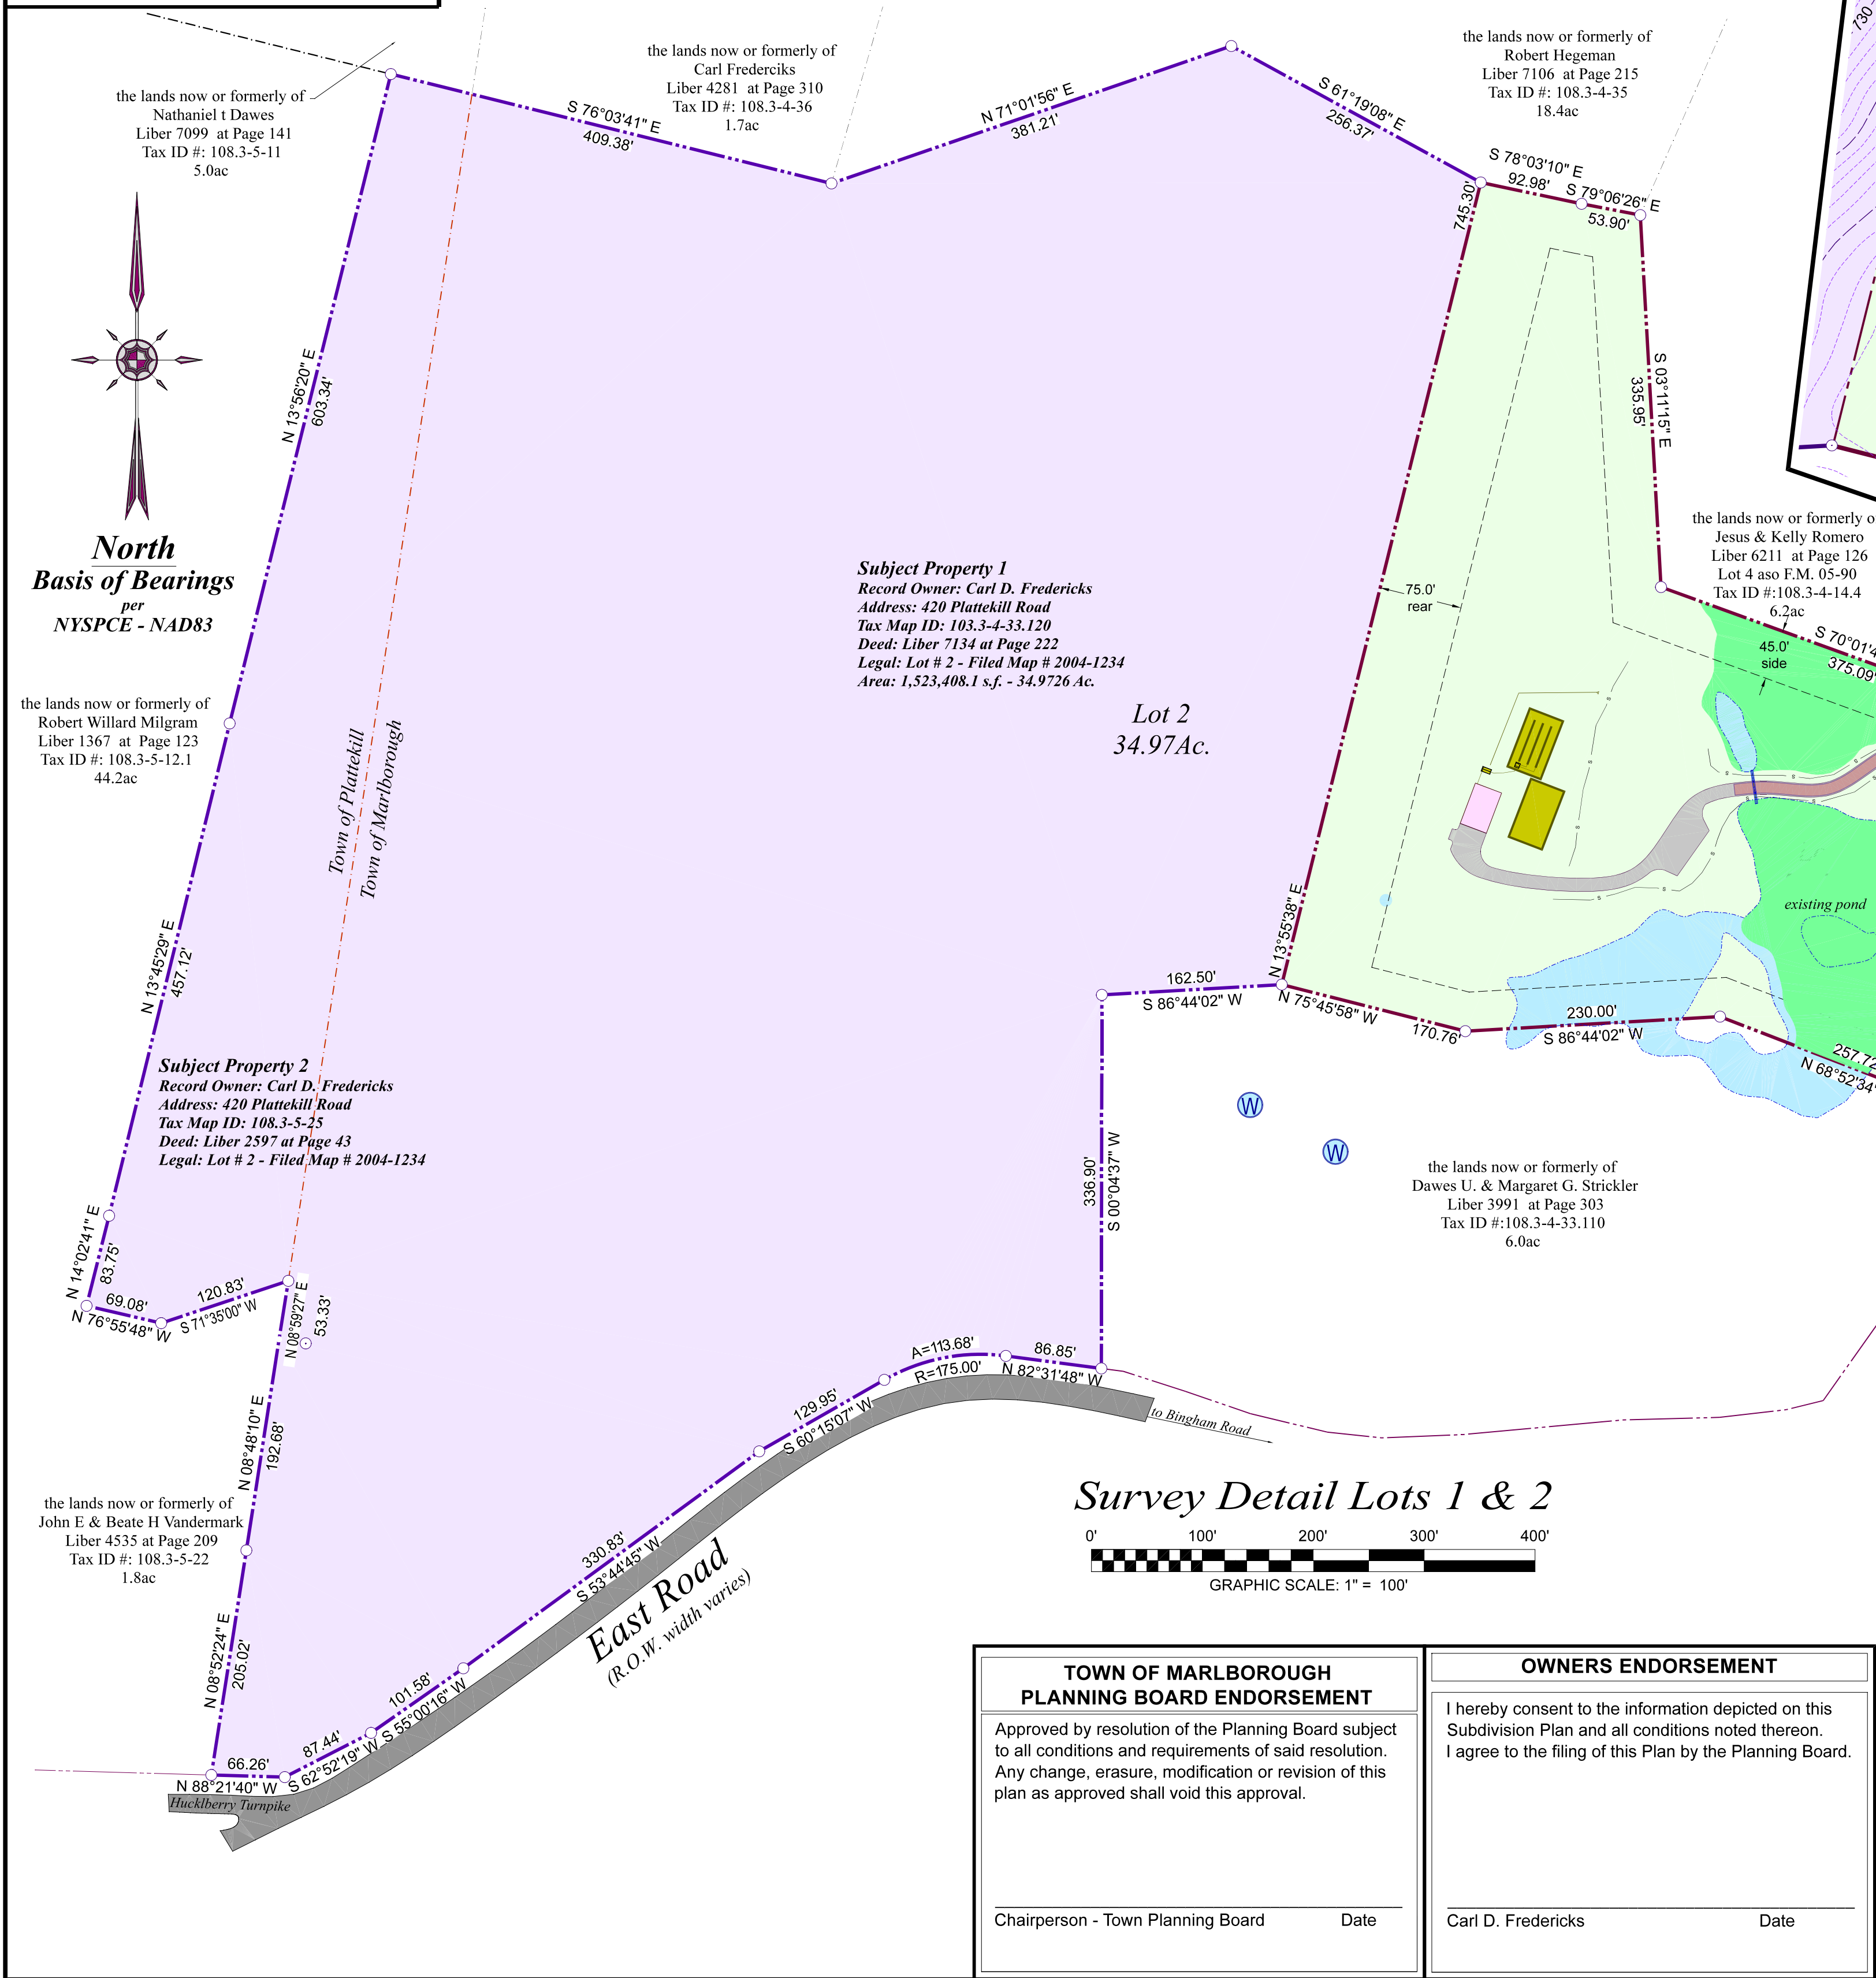 the lands now or formerly of
Nathaniel t Dawes
Liber 7099 at Page 141
Tax ID #: 108.3-5-11
5.0ac
the lands now or formerly of
Carl Frederciks
Liber 4281 at Page 310
Tax ID #: 108.3-4-36
1.7ac
the lands now or formerly of
Robert Hegeman
Liber 7106 at Page 215
Tax ID #: 108.3-4-35
18.4ac
730
S 76°03'41" E
409.38'
N 71°01'56" E
381.21'
S 61°19'08" E
256.37'
S 78°03'10" E
92.98'
S 79°06'26" E
53.90'
745.30'
S 03°11'15" E
335.95'
N 13°56'20" E
603.34'
North
Basis of Bearings
per
NYSPCE - NAD83
the lands now or formerly o
Jesus & Kelly Romero
Liber 6211 at Page 126
Lot 4 aso F.M. 05-90
Tax ID #:108.3-4-14.4
6.2ac
S 70°01'4
375.09'
45.0'
side
75.0'
rear
Subject Property 1
Record Owner: Carl D. Fredericks
Address: 420 Plattekill Road
Tax Map ID: 103.3-4-33.120
Deed: Liber 7134 at Page 222
Legal: Lot # 2 - Filed Map # 2004-1234
Area: 1,523,408.1 s.f. - 34.9726 Ac.
Lot 2
34.97Ac.
the lands now or formerly of
Robert Willard Milgram
Liber 1367 at Page 123
Tax ID #: 108.3-5-12.1
44.2ac
Town of Plattekill
Town of Marlborough
existing pond
N 13°45'29" E
457.12'
N 13°55'38" E
162.50'
S 86°44'02" W
N 75°45'58" W
170.76'
230.00'
S 86°44'02" W
257.72
N 68°52'34"
Subject Property 2
Record Owner: Carl D. Fredericks
Address: 420 Plattekill Road
Tax Map ID: 108.3-5-25
Deed: Liber 2597 at Page 43
Legal: Lot # 2 - Filed Map # 2004-1234
W
W
336.90'
S 00°04'37" W
the lands now or formerly of
Dawes U. & Margaret G. Strickler
Liber 3991 at Page 303
Tax ID #:108.3-4-33.110
6.0ac
N 14°02'41" E
83.75'
69.08'
N 76°55'48" W
120.83'
S 71°35'00" W
N 08°59'27" E
53.33'
A=113.68'
R=175.00'
86.85'
N 82°31'48" W
129.95'
S 60°15'07" W
to Bingham Road
N 08°48'10" E
192.68'
the lands now or formerly of
John E & Beate H Vandermark
Liber 4535 at Page 209
Tax ID #: 108.3-5-22
1.8ac
330.83'
S 53°44'45" W
East Road
(R.O.W. width varies)
Survey Detail Lots 1 & 2
0' 100' 200' 300' 400'
GRAPHIC SCALE: 1" = 100'
N 08°52'24" E
205.02'
101.58'
S 55°00'16" W
87.44'
S 62°52'19" W
66.26'
N 88°21'40" W
Hucklberry Turnpike
TOWN OF MARLBOROUGH
PLANNING BOARD ENDORSEMENT
Approved by resolution of the Planning Board subject
to all conditions and requirements of said resolution.
Any change, erasure, modification or revision of this
plan as approved shall void this approval.
Chairperson - Town Planning Board Date
OWNERS ENDORSEMENT
I hereby consent to the information depicted on this
Subdivision Plan and all conditions noted thereon.
I agree to the filing of this Plan by the Planning Board.
Carl D. Fredericks Date